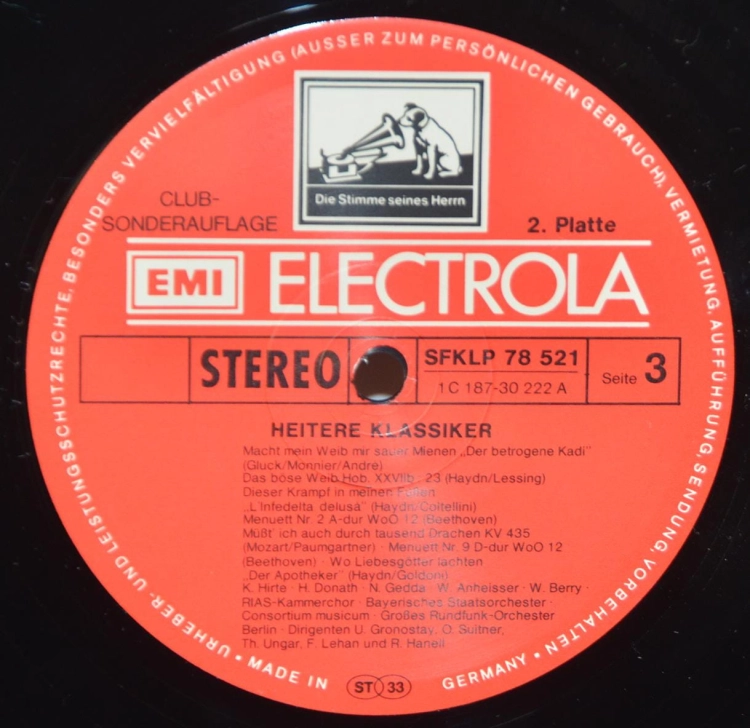 URHEBER- UND LEISTUNGSSCHUTZRECHTE, BESONDERS VERVIELFÄLTIGUNG (AUSSER ZUM PERSÖNLICHEN GEBRAUCH), VERMIETUNG, AUFFÜHRUNG, SENDUNG, VORBEHALTEN • MADE IN GERMANY •
Die Stimme seines Herrn
CLUB-
SONDERAUFLAGE
2. Platte
EMI ELECTROLA
STEREO
SFKLP 78 521
1 C 187-30 222 A
Seite 3
HEITERE KLASSIKER
Macht mein Weib mir sauer Mienen „Der betrogene Kadi"
(Gluck/Monnier/Andre)
Das böse Weib Hob. XXVIIb : 23 (Haydn/Lessing)
Dieser Krampf in meinen Füßen
„L'Infedelta delusa" (Haydn/Coltellini)
Menuett Nr. 2 A-dur WoO 12 (Beethoven)
Müßt' ich auch durch tausend Drachen KV 435
(Mozart/Paumgartner) · Menuett Nr. 9 D-dur WoO 12
(Beethoven) · Wo Liebesgötter lachten
„Der Apotheker" (Haydn/Goldoni)
K. Hirte · H. Donath · N. Gedda · W. Anheisser · W. Berry ·
RIAS-Kammerchor · Bayerisches Staatsorchester ·
Consortium musicum · Großes Rundfunk-Orchester
Berlin · Dirigenten U. Gronostay, O. Suitner,
Th. Ungar, F. Lehan und R. Hanell
ST 33